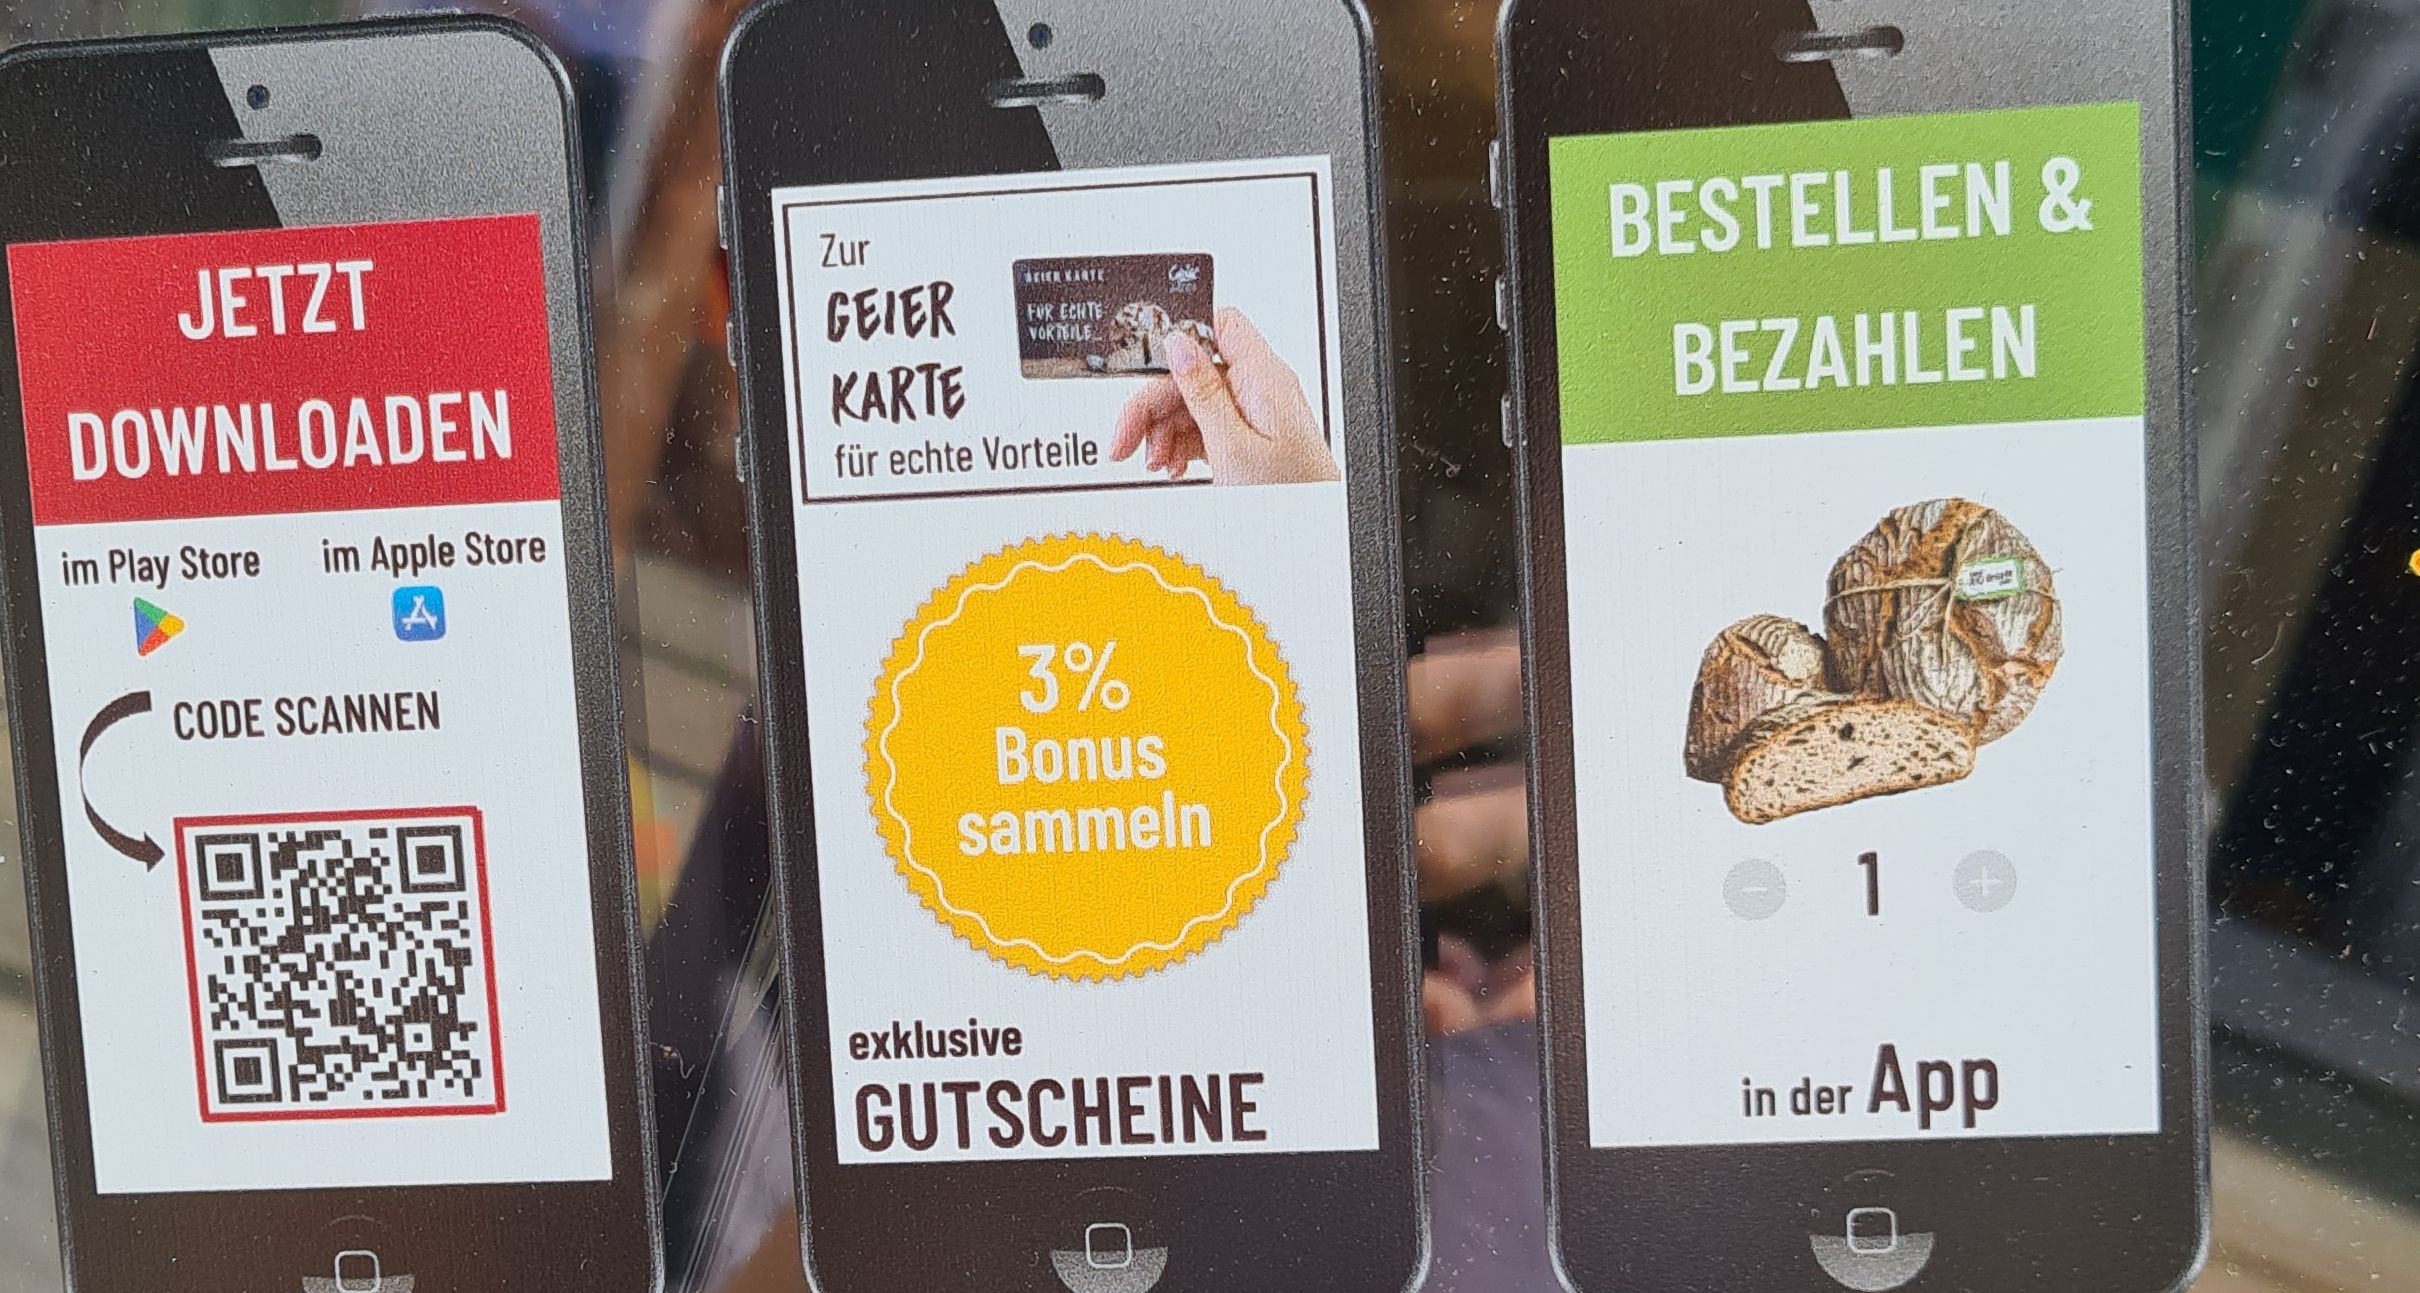 JETZT
DOWNLOADEN
im Play Store
im Apple Store
CODE SCANNEN
Zur
GEIER
KARTE
für echte Vorteile
GEIER KARTE
FÜR ECHTE
VORTEILE...
3%
Bonus
sammeln
exklusive
GUTSCHEINE
BESTELLEN &
BEZAHLEN
1
in der App